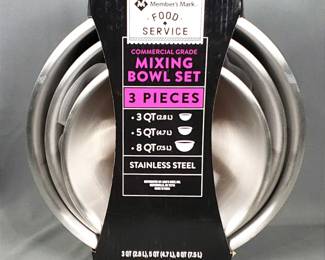 M Member's Mark
FOOD
SERVICE
COMMERCIAL GRADE
MIXING
BOWL SET
3 PIECES
• 3 QT (2.8 L)
• 5 QT (4.7 L)
• 8 QT (7.5 L)
STAINLESS STEEL
3 QT (2.8 L), 5 QT (4.7 L), 8 QT (7.5 L)